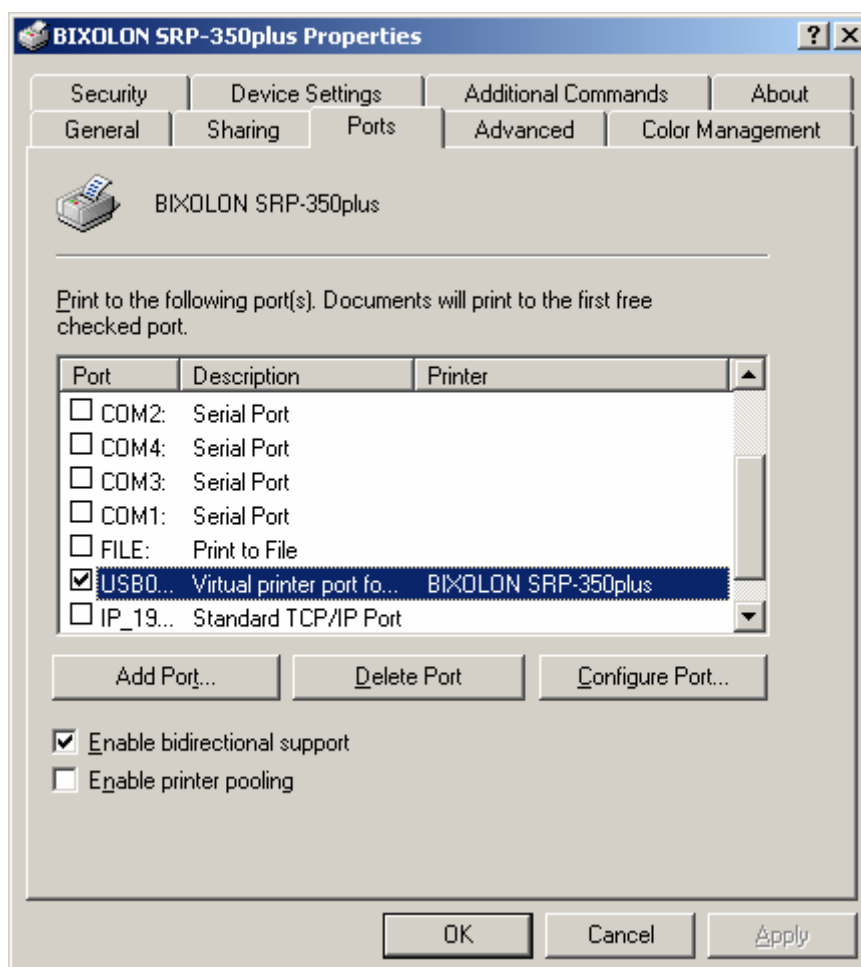 BIXOLON SRP-350plus Properties
Security Device Settings Additional Commands About
General Sharing Ports Advanced Color Management
BIXOLON SRP-350plus
Print to the following port(s). Documents will print to the first free
checked port.
Port Description Printer
COM2: Serial Port
COM4: Serial Port
COM3: Serial Port
COM1: Serial Port
FILE: Print to File
USB0... Virtual printer port fo... BIXOLON SRP-350plus
IP_19... Standard TCP/IP Port
Add Port... Delete Port Configure Port...
Enable bidirectional support
Enable printer pooling
OK Cancel Apply